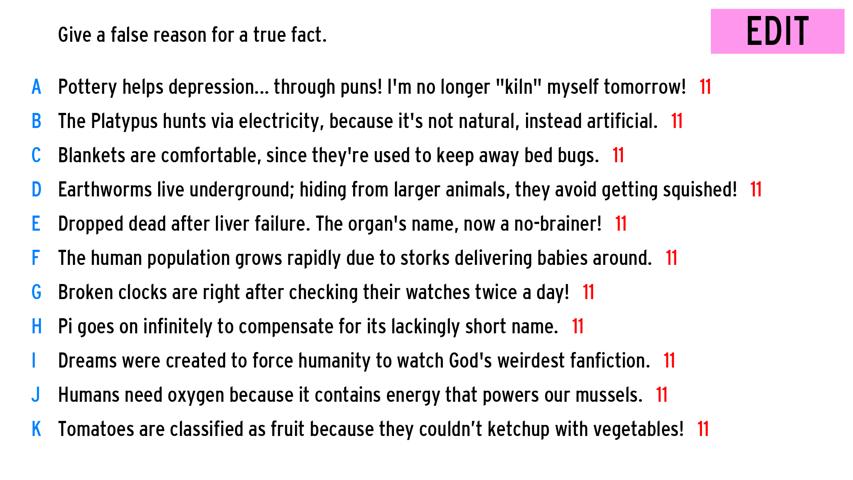 Give a false reason for a true fact.
EDIT
A Pottery helps depression... through puns! I'm no longer "kiln" myself tomorrow! 11
B The Platypus hunts via electricity, because it's not natural, instead artificial. 11
C Blankets are comfortable, since they're used to keep away bed bugs. 11
D Earthworms live underground; hiding from larger animals, they avoid getting squished! 11
E Dropped dead after liver failure. The organ's name, now a no-brainer! 11
F The human population grows rapidly due to storks delivering babies around. 11
G Broken clocks are right after checking their watches twice a day! 11
H Pi goes on infinitely to compensate for its lackingly short name. 11
I Dreams were created to force humanity to watch God's weirdest fanfiction. 11
J Humans need oxygen because it contains energy that powers our mussels. 11
K Tomatoes are classified as fruit because they couldn’t ketchup with vegetables! 11